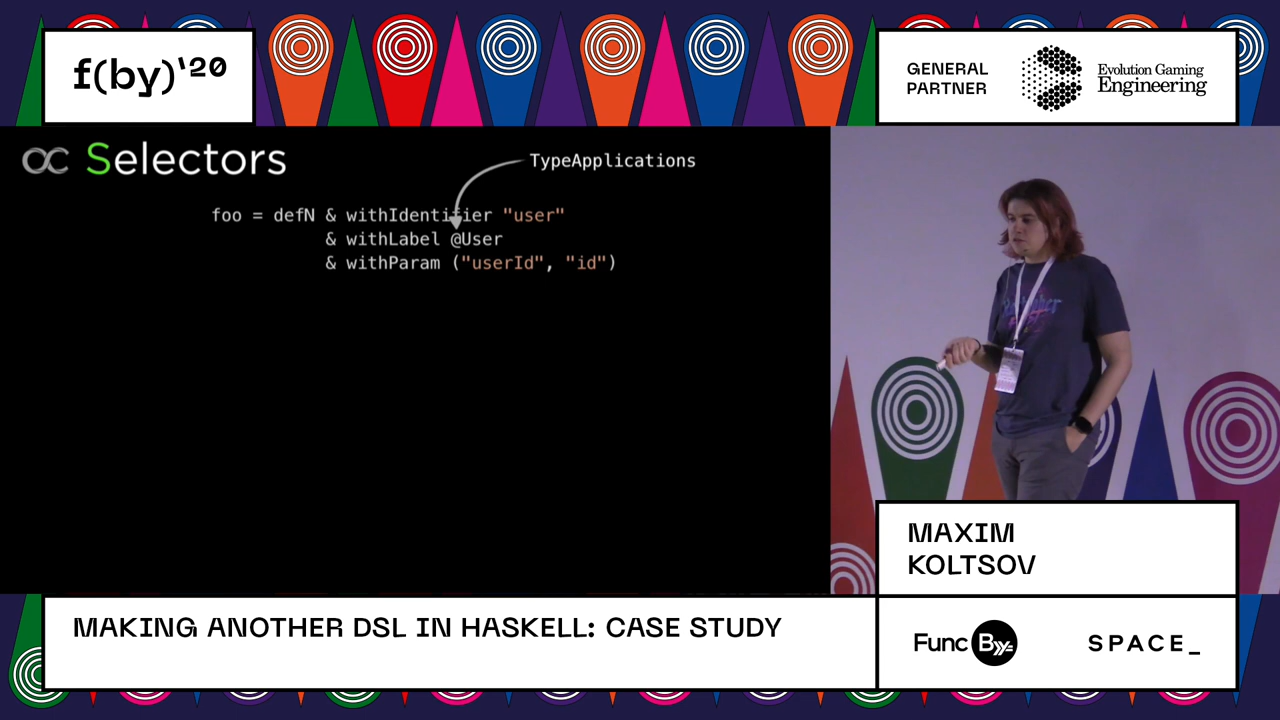 f(by)'20
GENERAL
PARTNER
Evolution Gaming
Engineering
Selectors
TypeApplications
foo = defN & withIdentifier "user"
& withLabel @User
& withParam ("userId", "id")
MAXIM
KOLTSOV
MAKING ANOTHER DSL IN HASKELL: CASE STUDY
Func By
SPACE_